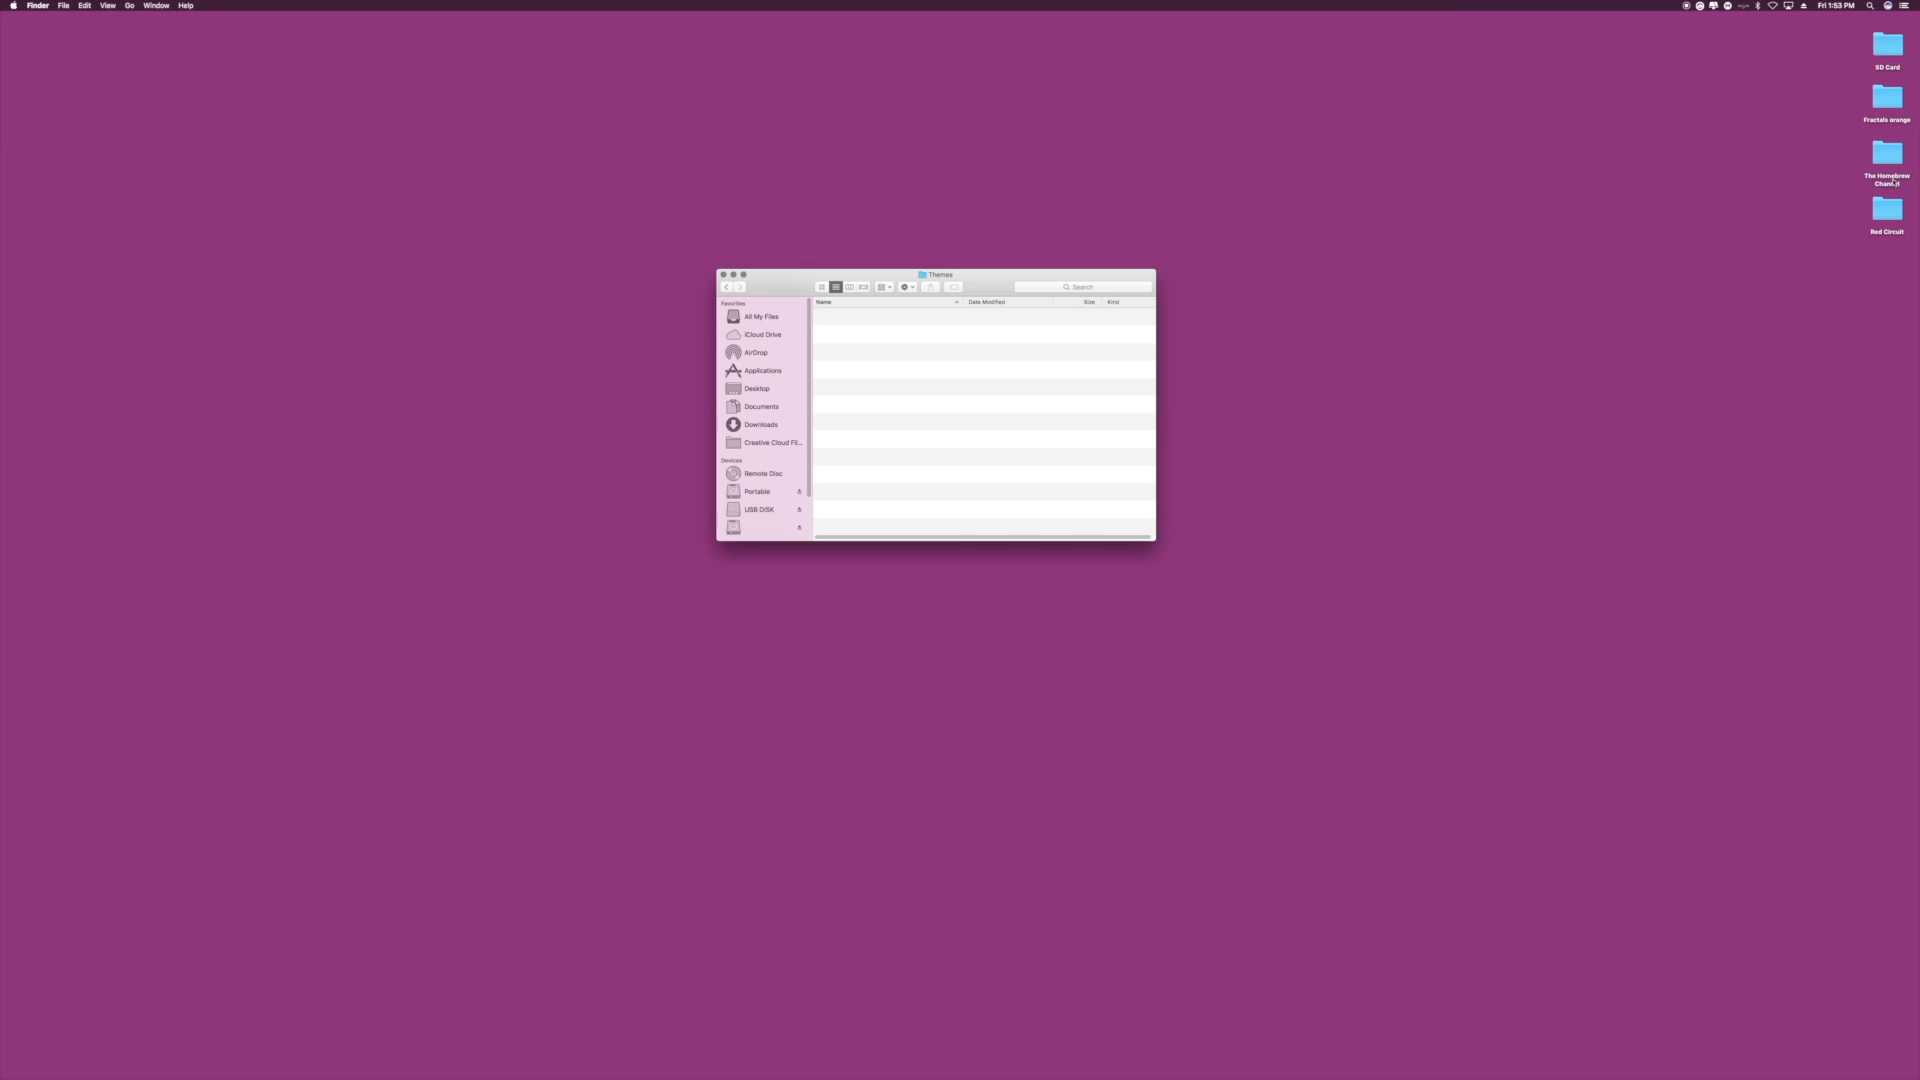 Finder File Edit View Go Window Help
Fri 1:53 PM
SD Card
Fractals orange
The Homebrew
Channel
Red Circuit
Themes
Search
Favorites
All My Files
iCloud Drive
AirDrop
Applications
Desktop
Documents
Downloads
Creative Cloud Fil...
Devices
Remote Disc
Portable
USB DISK
Name Date Modified Size Kind